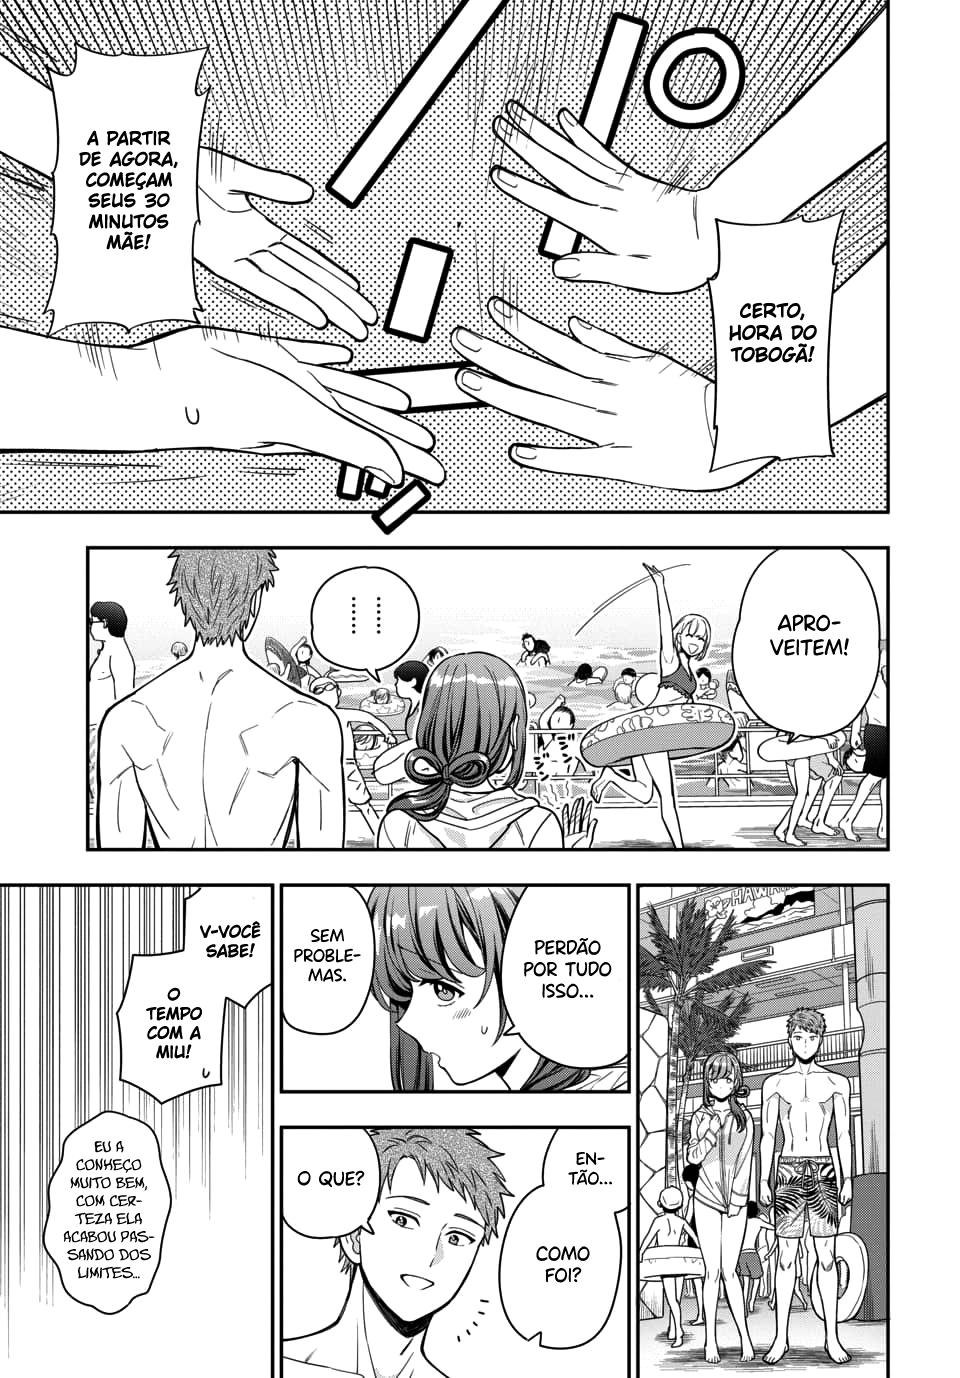 CERTO,
HORA DO
TOBOGÃ!
A PARTIR
DE AGORA,
COMEÇAM
SEUS 30
MINUTOS
MÃE!
APRO-
VEITEM!
......
HAWAI
PERDÃO
POR TUDO
ISSO...
SEM
PROBLE-
MAS.
EN-
TÃO...
COMO
FOI?
O QUE?
V-VOCÊ
SABE!
O
TEMPO
COM A
MIU!
EU A
CONHEÇO
MUITO BEM,
COM CER-
TEZA ELA
ACABOU PAS-
SANDO DOS
LIMITES...